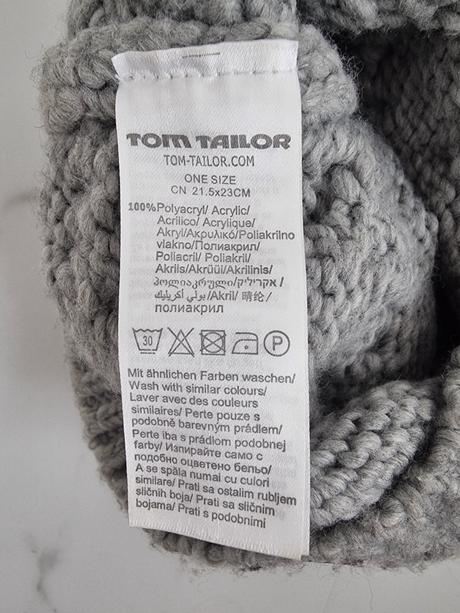 TOM TAILOR
TOM-TAILOR.COM
ONE SIZE
CN 21.5x23CM
100%Polyacryl/ Acrylic/
Acrilico/ Acrylique/
Akryl/Ακρυλικό/Poliakrilno
vlakno/Полиакрил/
Poliacril/ Poliakril/
Akrils/Akrüül/Akrilinis/
პოლიაკრული/אקריליק/
بولي أكريليك/Akril/ 腈纶/
полиакрил
30 P
Mit ähnlichen Farben waschen/
Wash with similar colours/
Laver avec des couleurs
similaires/ Perte pouze s
podobně barevným prádlem/
Perte iba s prádlom podobnej
farby/ Изпирайте само с
подобно оцветено бельо/
A se spăla numai cu culori
similare/ Prati sa ostalim rubljem
sličnih boja/ Prati sa sličnim
bojama/ Prati s podobnimi